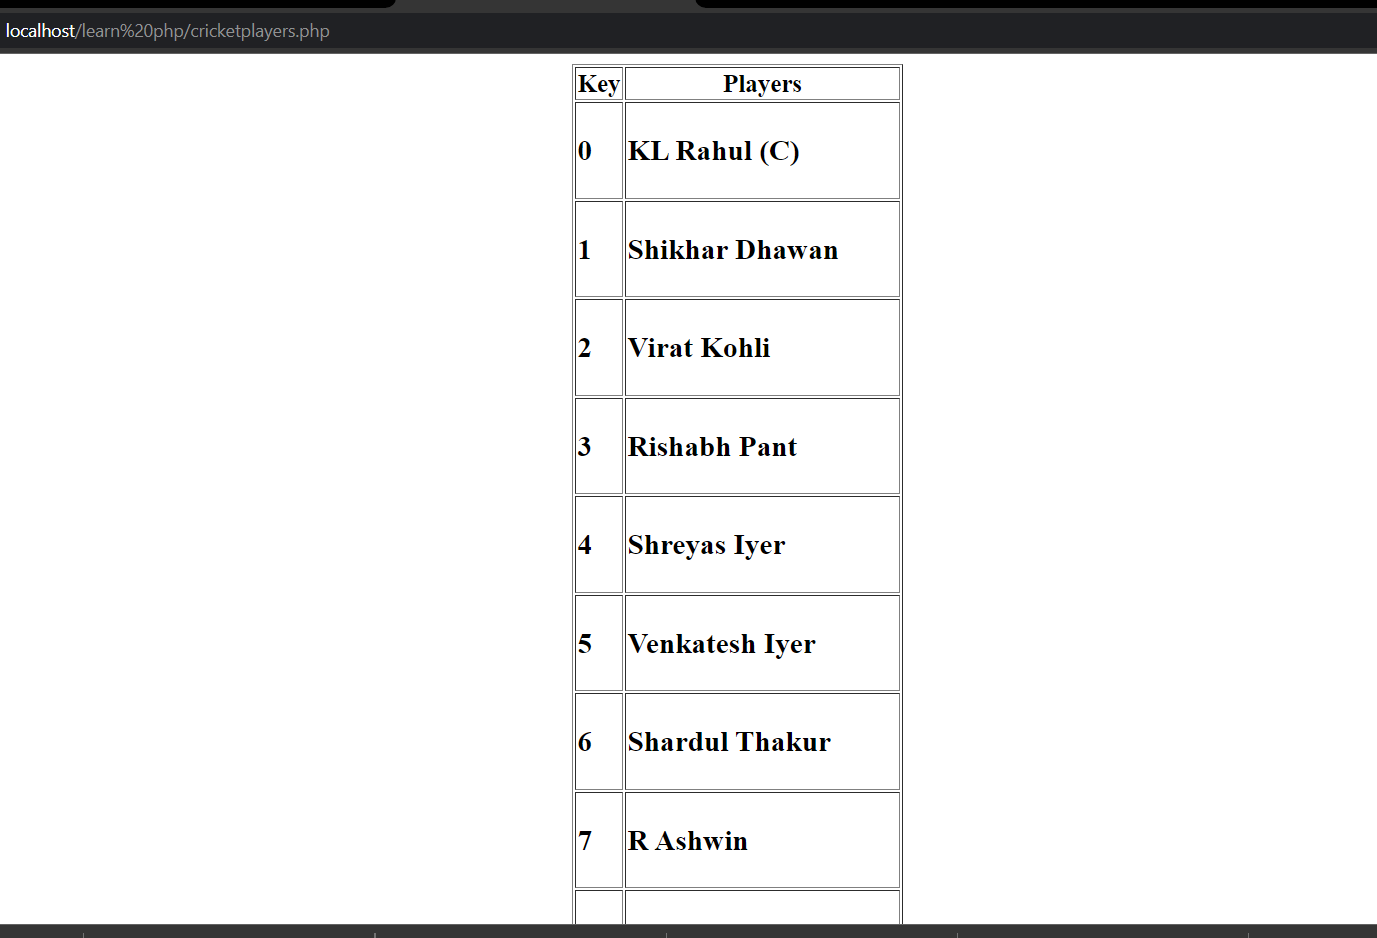 localhost/learn%20php/cricketplayers.php
Key Players
0 KL Rahul (C)
1 Shikhar Dhawan
2 Virat Kohli
3 Rishabh Pant
4 Shreyas Iyer
5 Venkatesh Iyer
6 Shardul Thakur
7 R Ashwin